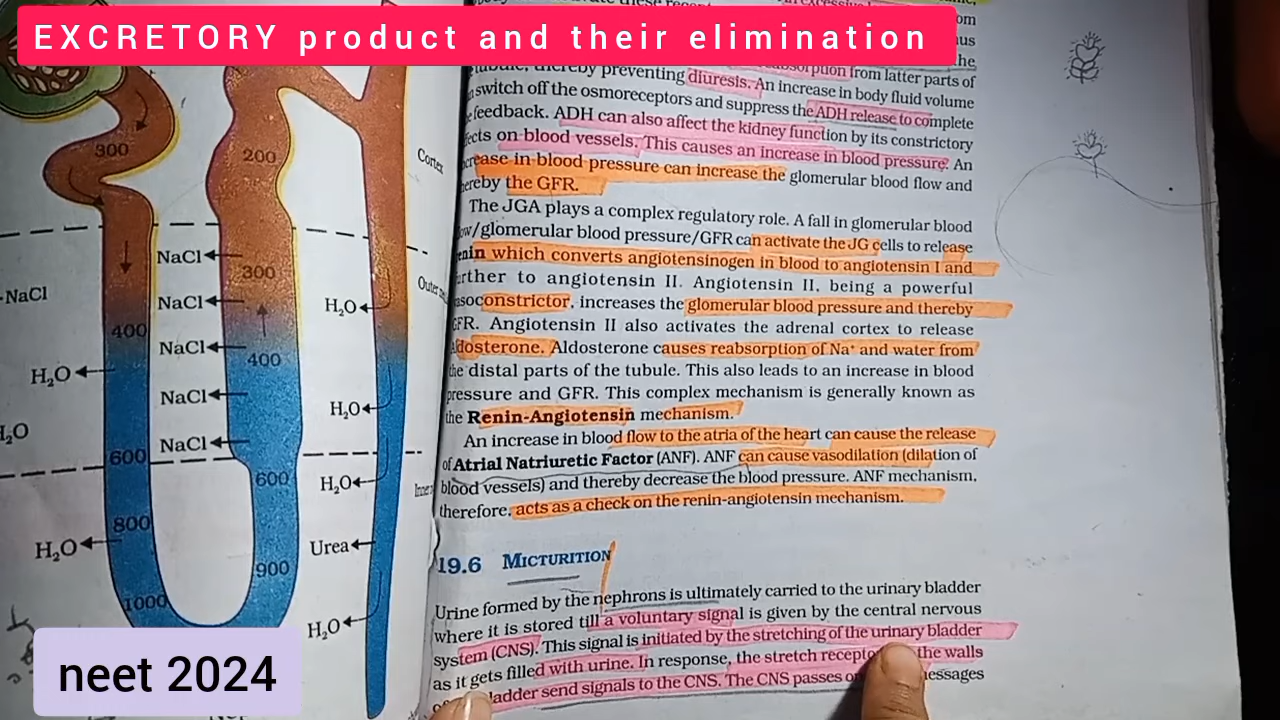 EXCRETORY product and their elimination
absorption from latter parts of
tubule, thereby preventing diuresis. An increase in body fluid volume
switch off the osmoreceptors and suppress the ADH release to complete
feedback. ADH can also affect the kidney function by its constrictory
on blood vessels. This causes an increase in blood pressure. An
in blood pressure can increase the glomerular blood flow and
the GFR.
The JGA plays a complex regulatory role. A fall in glomerular blood
/glomerular blood pressure/GFR can activate the JG cells to release
which converts angiotensinogen in blood to angiotensin I and
to angiotensin II. Angiotensin II, being a powerful
increases the glomerular blood pressure and thereby
GFR. Angiotensin II also activates the adrenal cortex to release
Aldosterone. Aldosterone causes reabsorption of Na⁺ and water from
the distal parts of the tubule. This also leads to an increase in blood
pressure and GFR. This complex mechanism is generally known as
the Renin-Angiotensin mechanism.
An increase in blood flow to the atria of the heart can cause the release
of Atrial Natriuretic Factor (ANF). ANF can cause vasodilation (dilation of
blood vessels) and thereby decrease the blood pressure. ANF mechanism,
therefore, acts as a check on the renin-angiotensin mechanism.
19.6 MICTURITION
Urine formed by the nephrons is ultimately carried to the urinary bladder
where it is stored till a voluntary signal is given by the central nervous
system (CNS). This signal is initiated by the stretching of the urinary bladder
as it gets filled with urine. In response, the stretch the walls
send signals to the CNS. The CNS passes
300
200
Cortex
NaCl
300
NaCl
NaCl
H₂O
Outer
400
NaCl
400
H₂O
NaCl
H₂O
NaCl
600
600
H₂O
800
H₂O
Urea
900
1000
H₂O
neet 2024